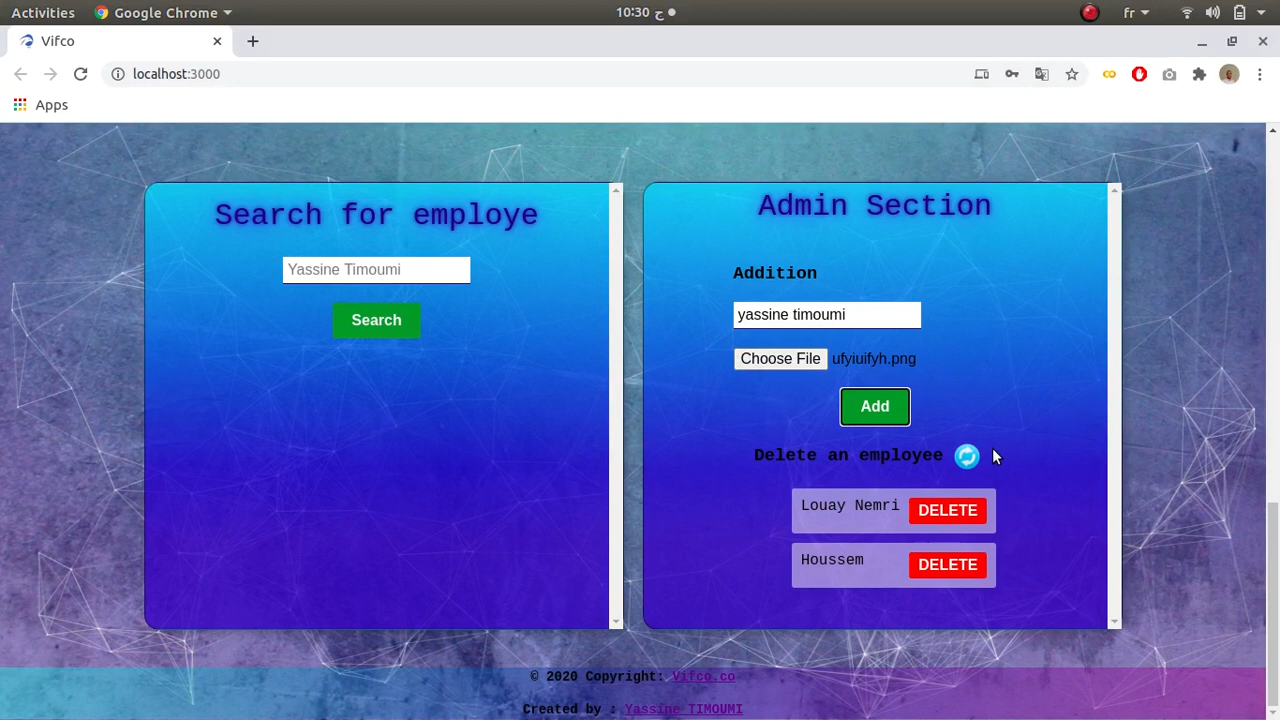 Activities Google Chrome ح 10:30 fr
Vifco
localhost:3000
Apps
Search for employe
Yassine Timoumi
Search
Admin Section
Addition
yassine timoumi
Choose File ufyiuifyh.png
Add
Delete an employee
Louay Nemri DELETE
Houssem DELETE
© 2020 Copyright: Vifco.co
Created by : Yassine TIMOUMI